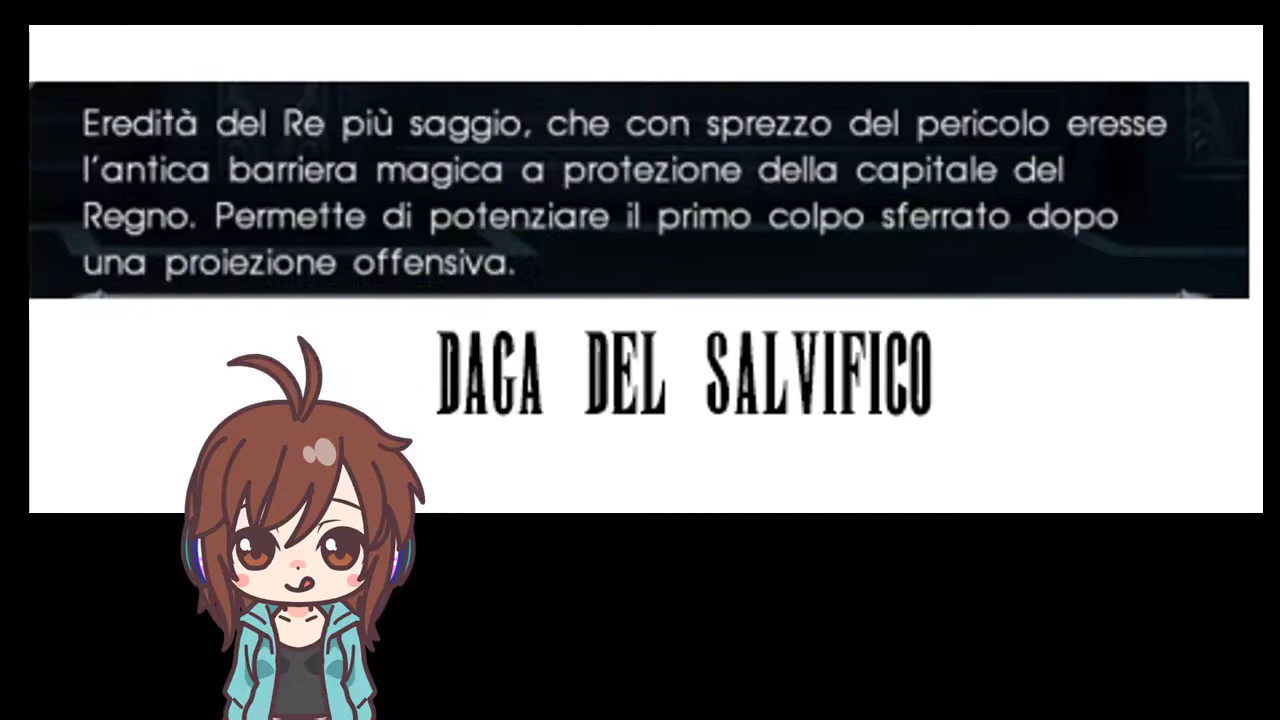 Eredità del Re più saggio, che con sprezzo del pericolo eresse
l'antica barriera magica a protezione della capitale del
Regno. Permette di potenziare il primo colpo sferrato dopo
una proiezione offensiva.
DAGA DEL SALVIFICO